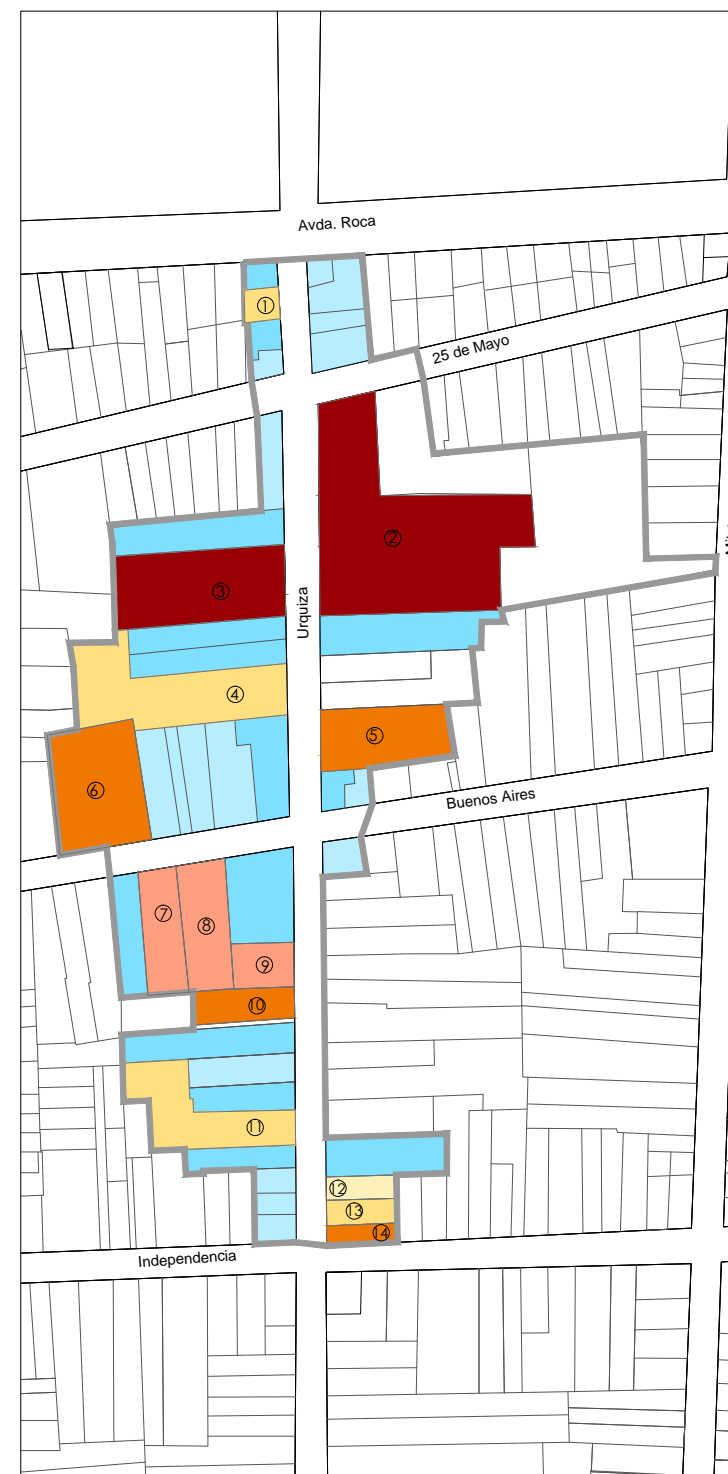 Avda. Roca
①
25 de Mayo
②
③
Urquiza
④
⑤
⑥
Buenos Aires
⑦
⑧
⑨
⑩
⑪
⑫
⑬
⑭
Independencia